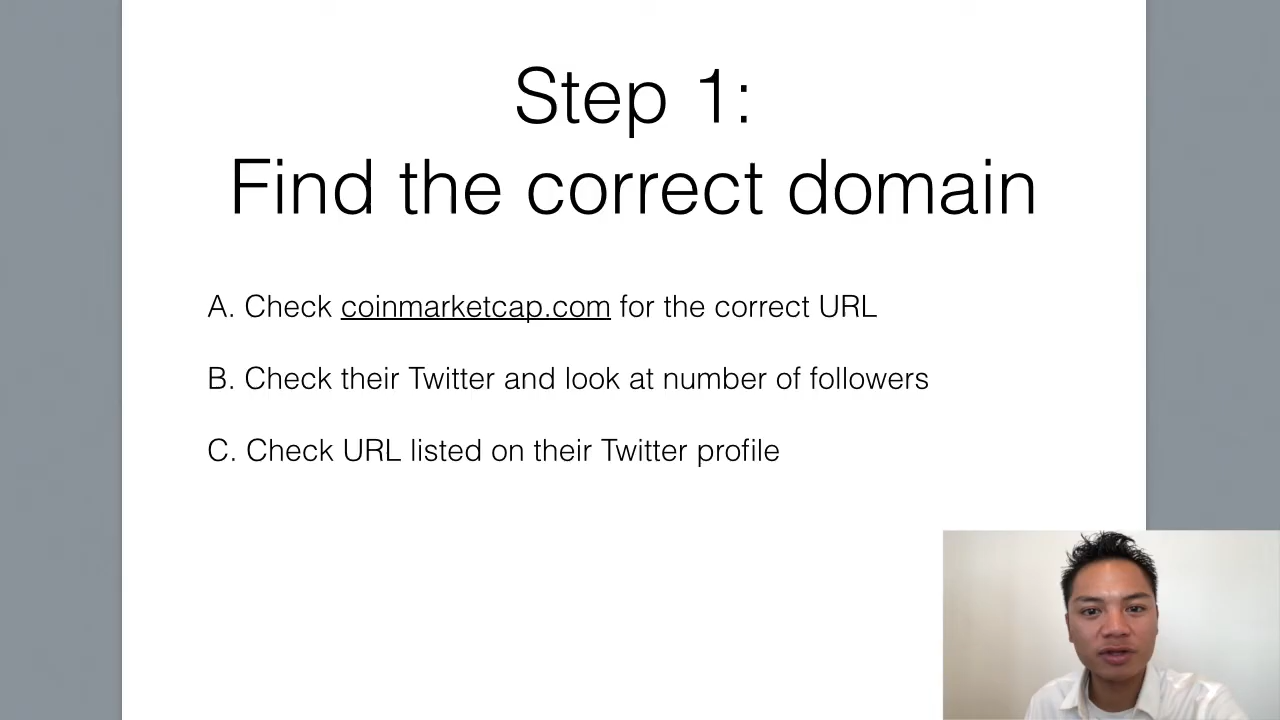 Step 1:
Find the correct domain
A. Check coinmarketcap.com for the correct URL
B. Check their Twitter and look at number of followers
C. Check URL listed on their Twitter profile